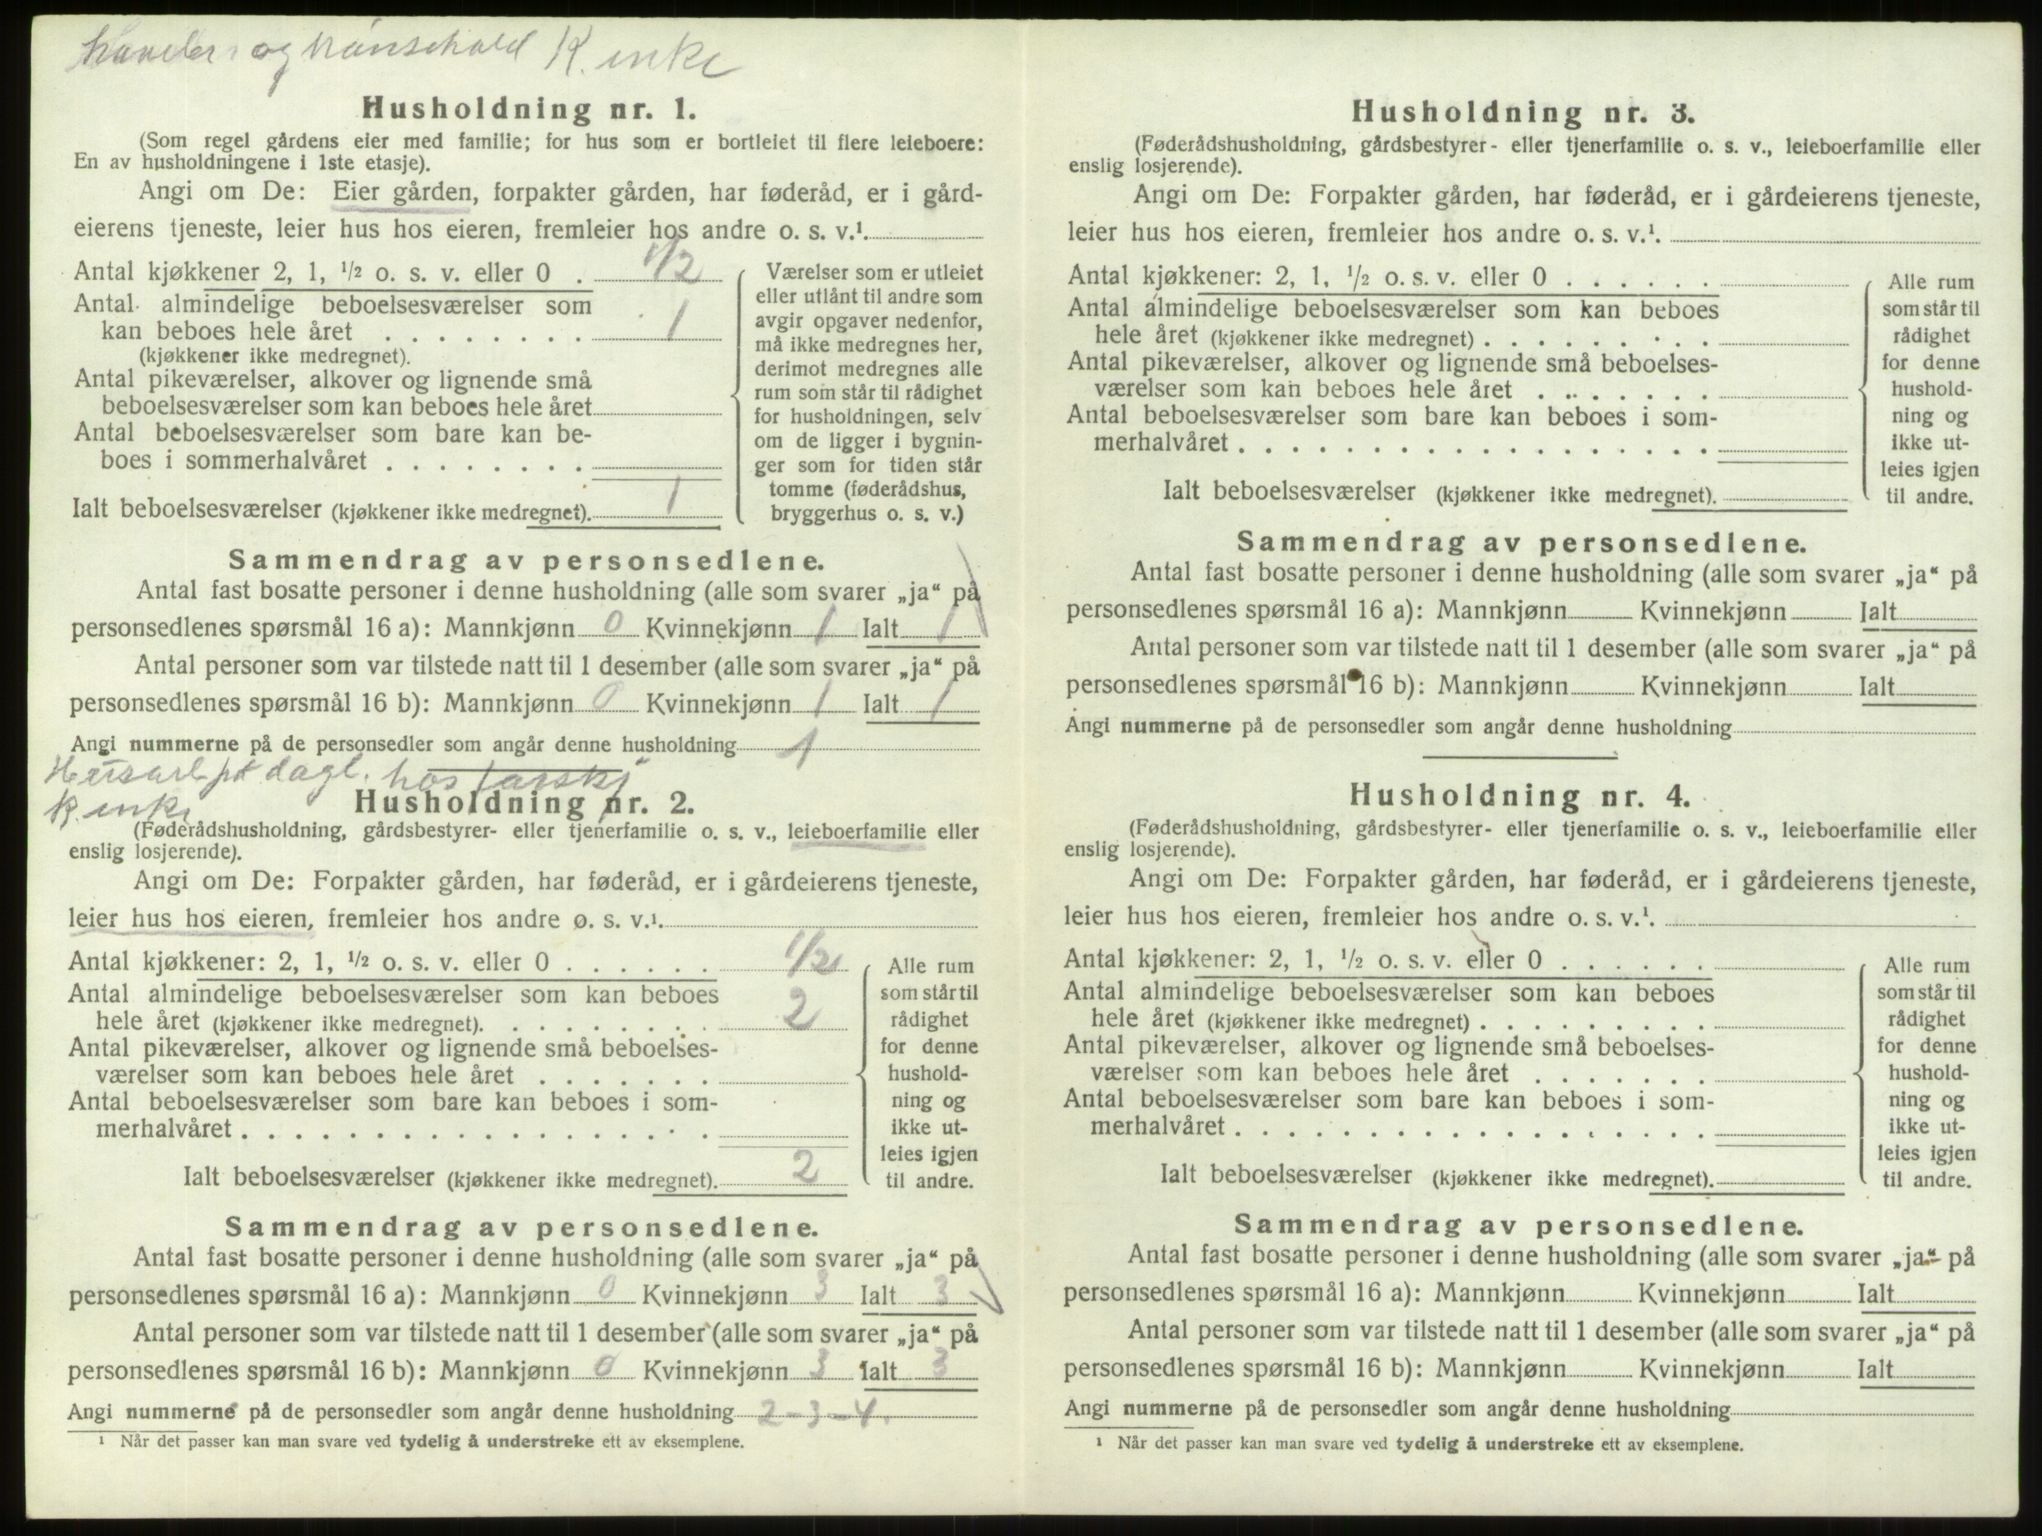 og hønsehold K. enke
Husholdning nr. 1.
(Som regel gårdens eier med familie; for hus som er bortleiet til flere leieboere:
En av husholdningene i 1ste etasje).
Angi om De: Eier gården, forpakter gården, har føderåd, er i gård-
eierens tjeneste, leier hus hos eieren, fremleier hos andre o. s. v.¹.
Antal kjøkkener 2, 1, ½ o. s. v. eller 0 . 1/2
Antal almindelige beboelsesværelser som
kan beboes hele året . . . . . . . . 1
(kjøkkener ikke medregnet).
Antal pikeværelser, alkover og lignende små
beboelsesværelser som kan beboes hele året
Antal beboelsesværelser som bare kan be-
boes i sommerhalvåret . . . . . . . .
Ialt beboelsesværelser (kjøkkener ikke medregnet). 1
Værelser som er utleiet
eller utlånt til andre som
avgir opgaver nedenfor,
må ikke medregnes her,
derimot medregnes alle
rum som står til rådighet
for husholdningen, selv
om de ligger i bygnin-
ger som for tiden står
tomme (føderådshus,
bryggerhus o. s. v.)
Sammendrag av personsedlene.
Antal fast bosatte personer i denne husholdning (alle som svarer „ja“ på
personsedlenes spørsmål 16 a): Mannkjønn 0 Kvinnekjønn 1 Ialt 1
Antal personer som var tilstede natt til 1 desember (alle som svarer „ja“ på
personsedlenes spørsmål 16 b): Mannkjønn 0 Kvinnekjønn 1 Ialt 1
Angi nummerne på de personsedler som angår denne husholdning 1
Husarb på dagl. hos
K. enke
Husholdning nr. 2.
(Føderådshusholdning, gårdsbestyrer- eller tjenerfamilie o. s. v., leieboerfamilie eller
enslig losjerende).
Angi om De: Forpakter gården, har føderåd, er i gårdeierens tjeneste,
leier hus hos eieren, fremleier hos andre o. s. v.¹.
Antal kjøkkener: 2, 1, ½ o. s. v. eller 0 . . . . . . 1/2
Antal almindelige beboelsesværelser som kan beboes
hele året (kjøkkener ikke medregnet). . . . . . . . . 2
Antal pikeværelser, alkover og lignende små beboelses-
værelser som kan beboes hele året . . . . . . .
Antal beboelsesværelser som bare kan beboes i som-
merhalvåret . . . . . . . . . . . . . . . . . .
Ialt beboelsesværelser (kjøkkener ikke medregnet). 2
Alle rum
som står til
rådighet
for denne
hushold-
ning og
ikke ut-
leies igjen
til andre.
Sammendrag av personsedlene.
Antal fast bosatte personer i denne husholdning (alle som svarer „ja“ på
personsedlenes spørsmål 16 a): Mannkjønn 0 Kvinnekjønn 3 Ialt 3
Antal personer som var tilstede natt til 1 desember (alle som svarer „ja“ på
personsedlenes spørsmål 16 b): Mannkjønn 0 Kvinnekjønn 3 Ialt 3
Angi nummerne på de personsedler som angår denne husholdning 2-3-4.
¹ Når det passer kan man svare ved tydelig å understreke ett av eksemplene.
Husholdning nr. 3.
(Føderådshusholdning, gårdsbestyrer- eller tjenerfamilie o. s. v., leieboerfamilie eller
enslig losjerende).
Angi om De: Forpakter gården, har føderåd, er i gårdeierens tjeneste,
leier hus hos eieren, fremleier hos andre o. s. v.¹.
Antal kjøkkener: 2, 1, ½ o. s. v. eller 0 . . . . . .
Antal almindelige beboelsesværelser som kan beboes
hele året (kjøkkener ikke medregnet) . . . . . . . . .
Antal pikeværelser, alkover og lignende små beboelses-
værelser som kan beboes hele året . . . . . . .
Antal beboelsesværelser som bare kan beboes i som-
merhalvåret . . . . . . . . . . . . . . . . . .
Ialt beboelsesværelser (kjøkkener ikke medregnet).
Alle rum
som står til
rådighet
for denne
hushold-
ning og
ikke ut-
leies igjen
til andre.
Sammendrag av personsedlene.
Antal fast bosatte personer i denne husholdning (alle som svarer „ja“ på
personsedlenes spørsmål 16 a): Mannkjønn Kvinnekjønn Ialt
Antal personer som var tilstede natt til 1 desember (alle som svarer „ja“ på
personsedlenes spørsmål 16 b): Mannkjønn Kvinnekjønn Ialt
Angi nummerne på de personsedler som angår denne husholdning
Husholdning nr. 4.
(Føderådshusholdning, gårdsbestyrer- eller tjenerfamilie o. s. v., leieboerfamilie eller
enslig losjerende).
Angi om De: Forpakter gården, har føderåd, er i gårdeierens tjeneste,
leier hus hos eieren, fremleier hos andre o. s. v.¹.
Antal kjøkkener: 2, 1, ½ o. s. v. eller 0 . . . . . .
Antal almindelige beboelsesværelser som kan beboes
hele året (kjøkkener ikke medregnet) . . . . . . . . .
Antal pikeværelser, alkover og lignende små beboelses-
værelser som kan beboes hele året . . . . . . .
Antal beboelsesværelser som bare kan beboes i som-
merhalvåret . . . . . . . . . . . . . . . . . .
Ialt beboelsesværelser (kjøkkener ikke medregnet).
Alle rum
som står til
rådighet
for denne
hushold-
ning og
ikke ut-
leies igjen
til andre.
Sammendrag av personsedlene.
Antal fast bosatte personer i denne husholdning (alle som svarer „ja“ på
personsedlenes spørsmål 16 a): Mannkjønn Kvinnekjønn Ialt
Antal personer som var tilstede natt til 1 desember (alle som svarer „ja“ på
personsedlenes spørsmål 16 b): Mannkjønn Kvinnekjønn Ialt
Angi nummerne på de personsedler som angår denne husholdning
¹ Når det passer kan man svare ved tydelig å understreke ett av eksemplene.